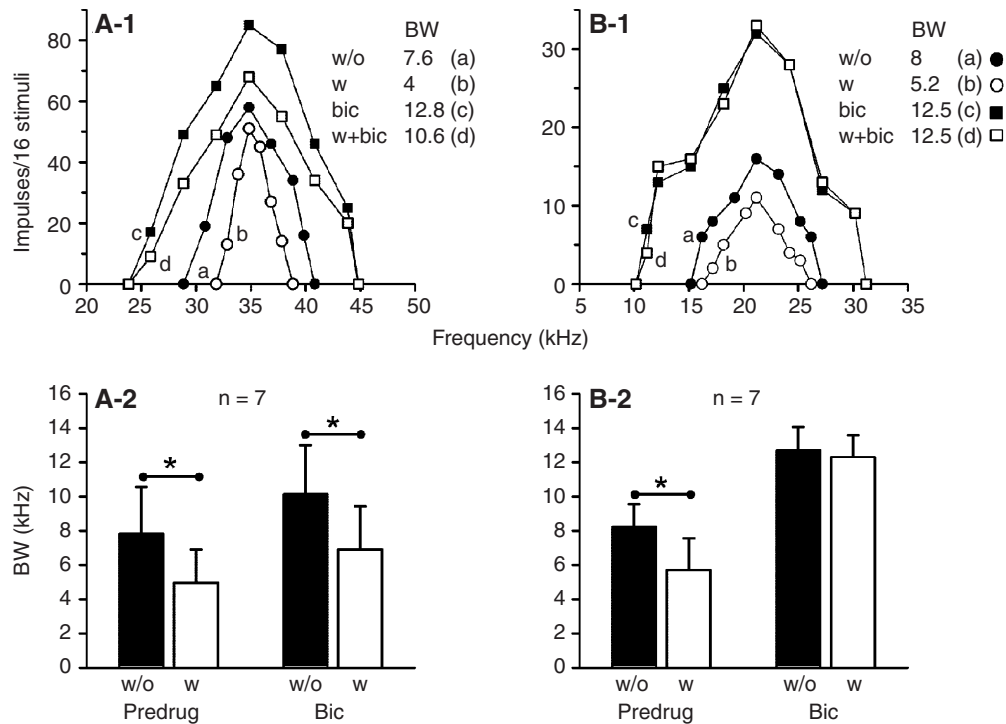 A-1
BW
w/o 7.6 (a)
w 4 (b)
bic 12.8 (c)
w+bic 10.6 (d)
Impulses/16 stimuli
80
60
40
20
0
c
d
a
b
20 25 30 35 40 45 50
B-1
BW
w/o 8 (a)
w 5.2 (b)
bic 12.5 (c)
w+bic 12.5 (d)
30
20
10
0
c
d
a
b
5 10 15 20 25 30 35
Frequency (kHz)
A-2
n = 7
BW (kHz)
16
14
12
10
8
6
4
2
0
*
*
w/o w w/o w
Predrug Bic
B-2
n = 7
16
14
12
10
8
6
4
2
0
*
w/o w w/o w
Predrug Bic